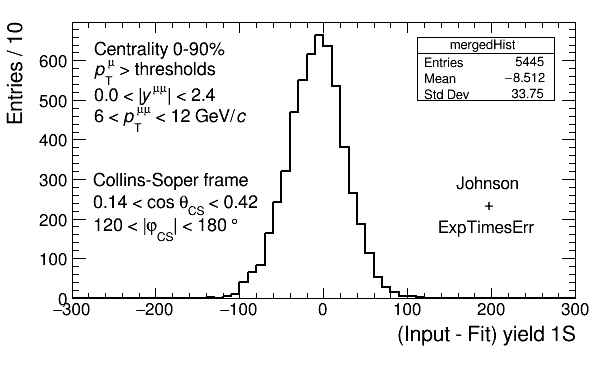 Entries / 10
Centrality 0-90%
p_T^μ > thresholds
0.0 < |y^μμ| < 2.4
6 < p_T^μμ < 12 GeV/c
Collins-Soper frame
0.14 < cos θ_CS < 0.42
120 < |φ_CS| < 180 °
mergedHist
Entries 5445
Mean −8.512
Std Dev 33.75
Johnson
+
ExpTimesErr
600
500
400
300
200
100
0
−300 −200 −100 0 100 200 300
(Input - Fit) yield 1S